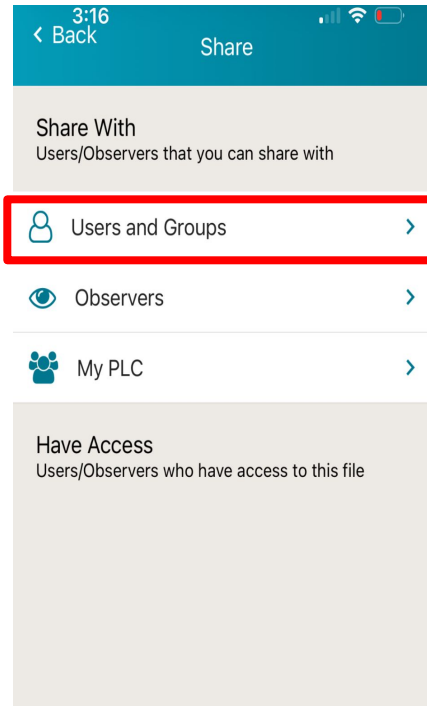 3:16
Back
Share
Share With
Users/Observers that you can share with
Users and Groups
Observers
My PLC
Have Access
Users/Observers who have access to this file